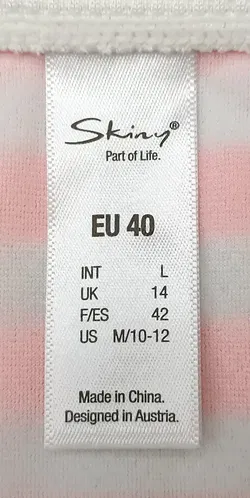 Skiny®
Part of Life.
EU 40
INT L
UK 14
F/ES 42
US M/10-12
Made in China.
Designed in Austria.